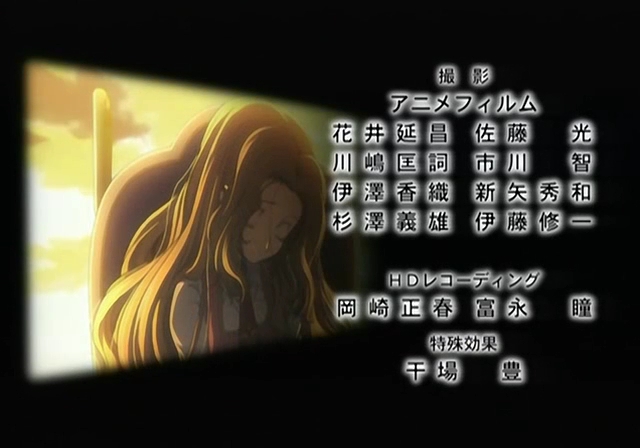 撮 影
アニメフィルム
花井延昌 佐藤 光
川嶋匡詞 市川 智
伊澤香織 新矢秀和
杉澤義雄 伊藤修一
HDレコーディング
岡崎正春 富永 瞳
特殊効果
干場 豊